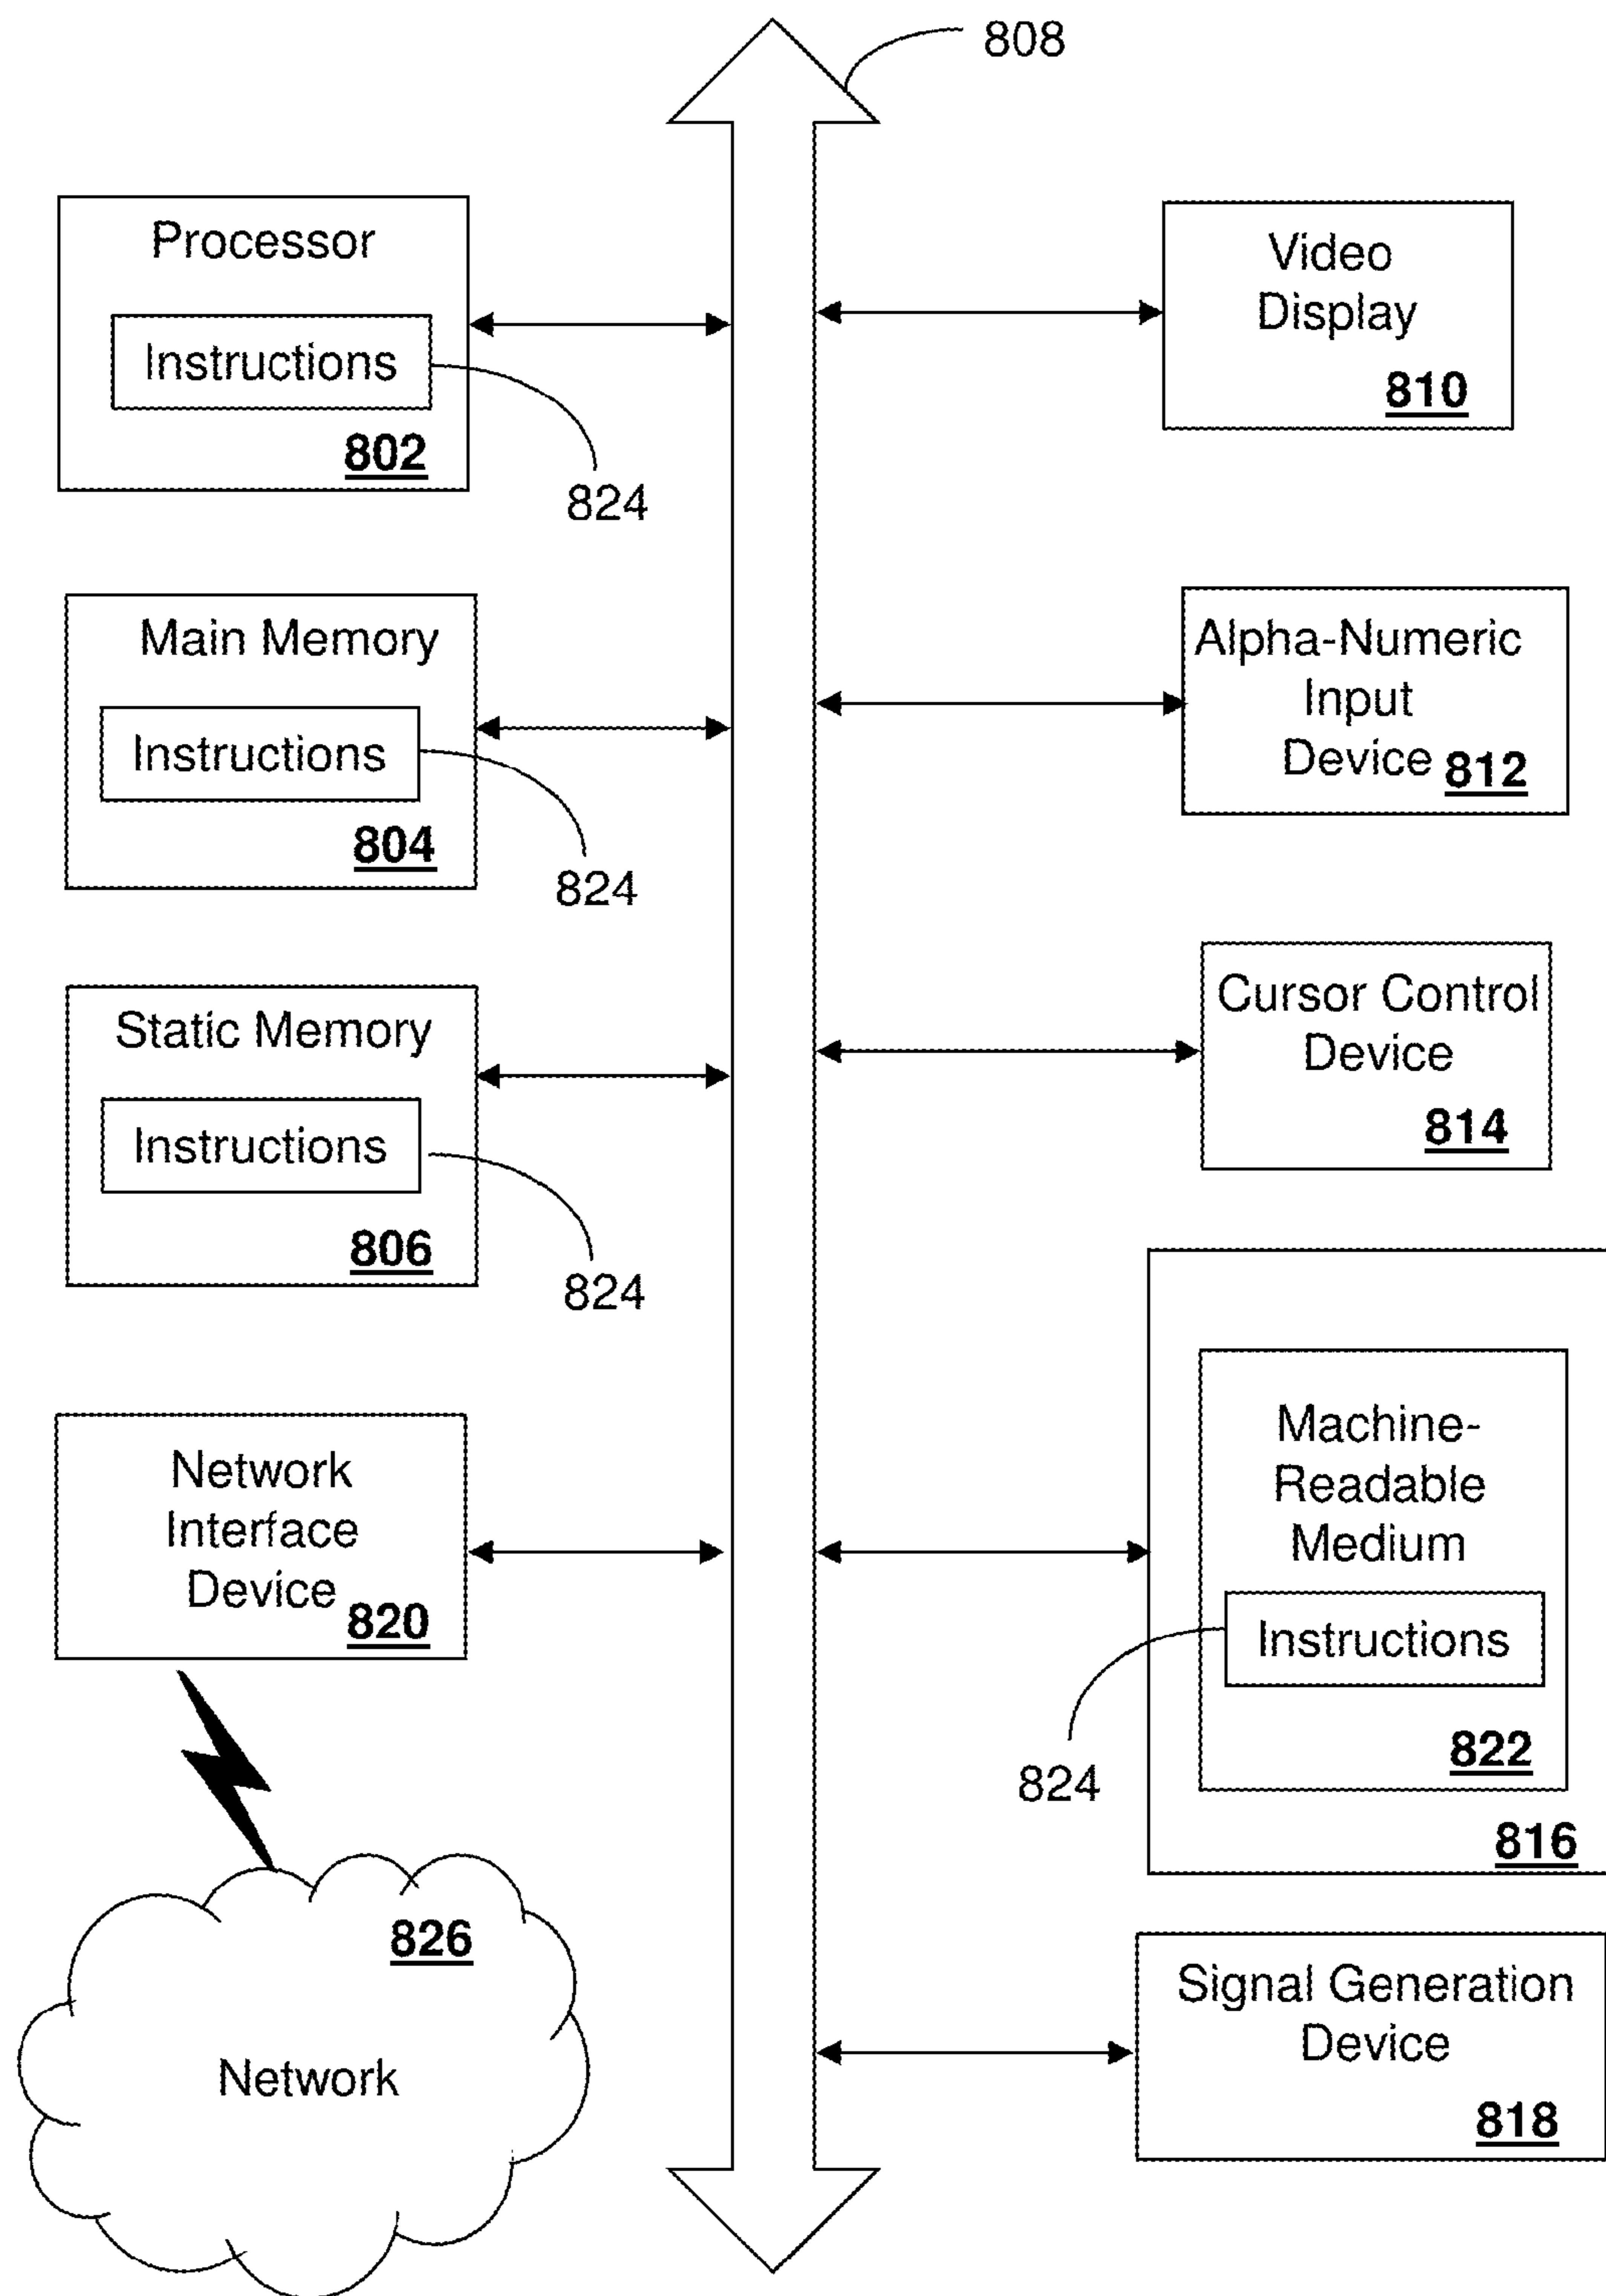 808
Processor
Instructions
802
824
Main Memory
Instructions
804
824
Static Memory
Instructions
806
824
Network
Interface
Device
820
826
Network
Video
Display
810
Alpha-Numeric
Input
Device 812
Cursor Control
Device
814
Machine-
Readable
Medium
Instructions
824
822
816
Signal Generation
Device
818